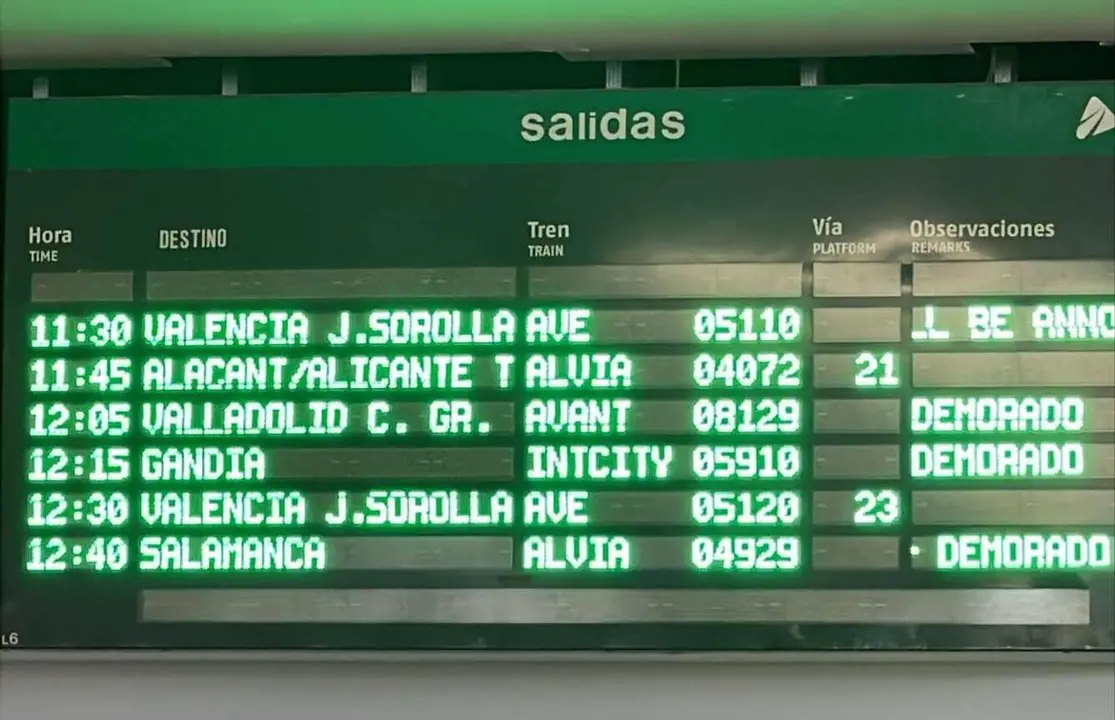 salidas
Hora DESTINO Tren Vía Observaciones
TIME TRAIN PLATFORM REMARKS
11:30 VALENCIA J.SOROLLA AVE 05110 L BE ANNO
11:45 ALACANT/ALICANTE T ALVIA 04072 21
12:05 VALLADOLID C. GR. AVANT 08129 DEMORADO
12:15 GANDIA INTCITY 05910 DEMORADO
12:30 VALENCIA J.SOROLLA AVE 05120 23
12:40 SALAMANCA ALVIA 04929 · DEMORADO
L6